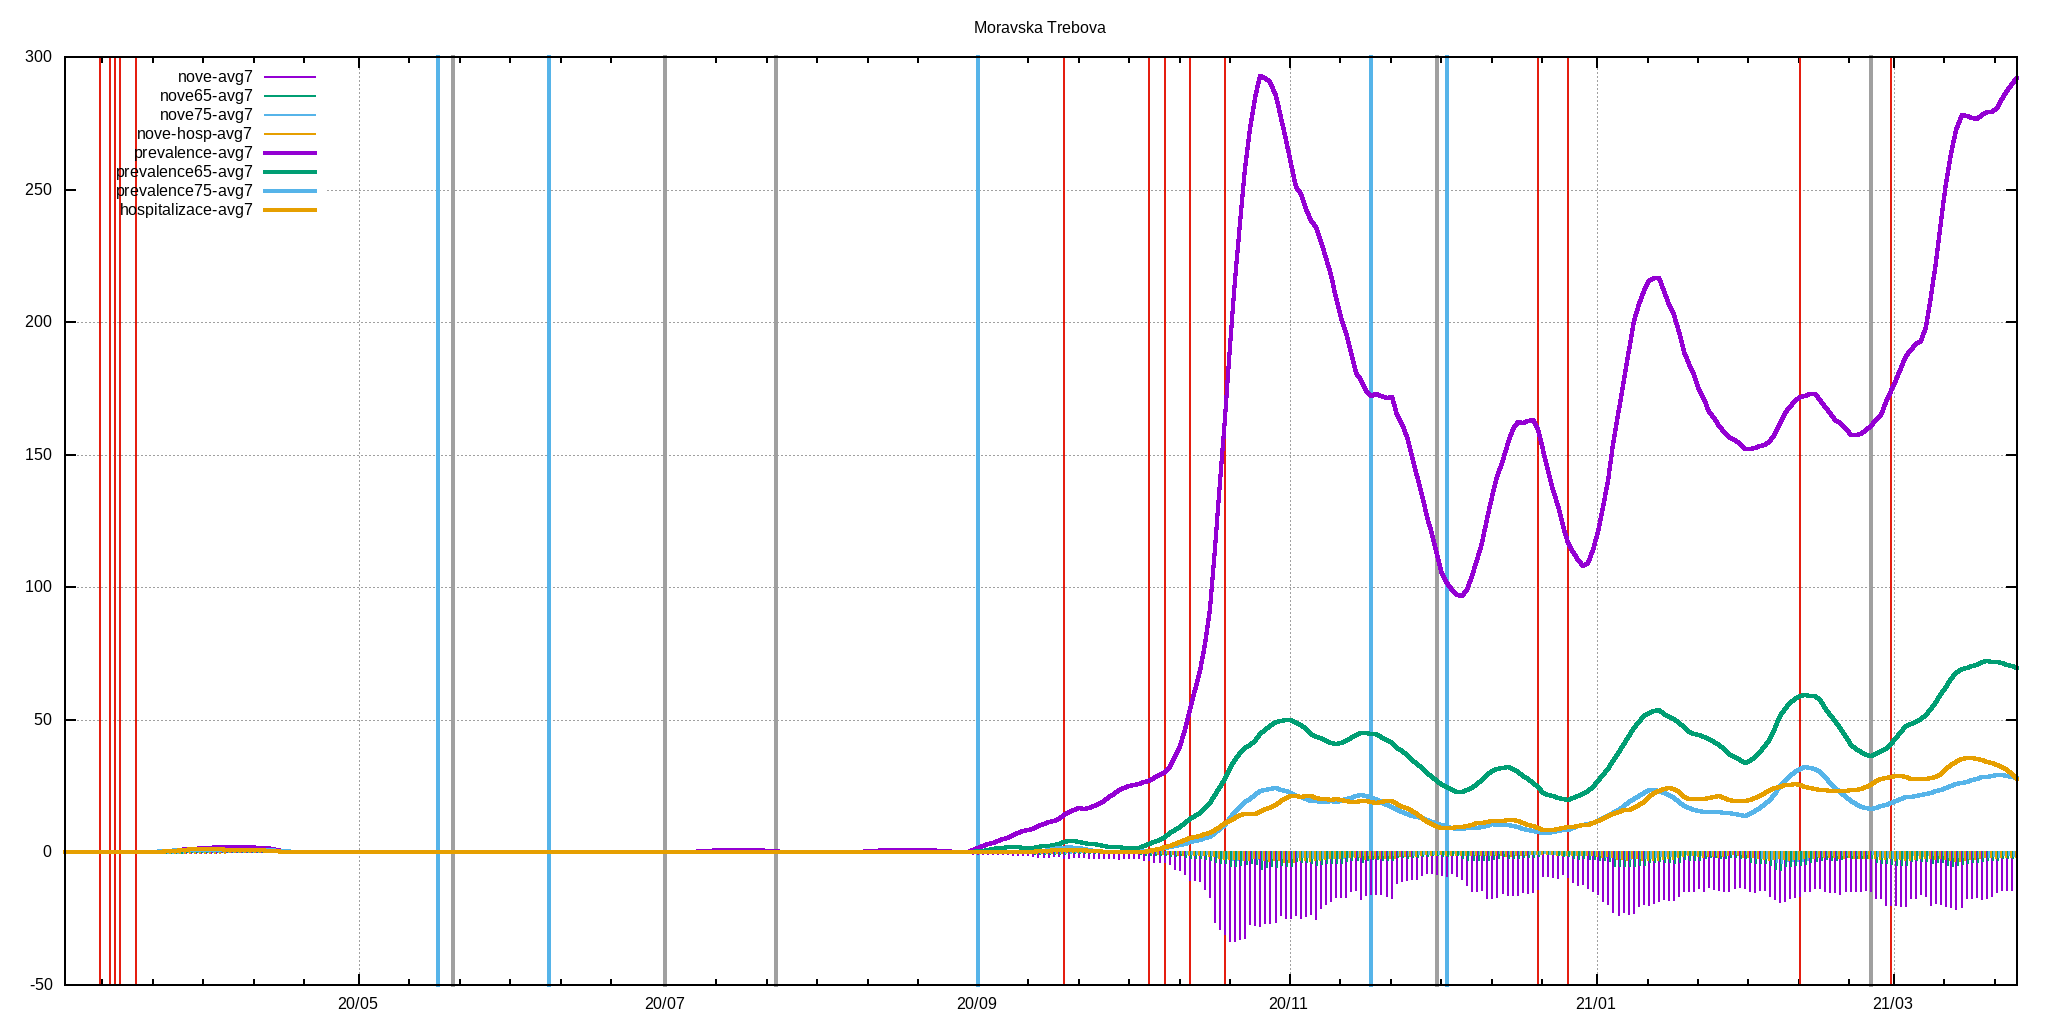 Moravska Trebova
300
250
200
150
100
50
0
-50
nove-avg7
nove65-avg7
nove75-avg7
nove-hosp-avg7
prevalence-avg7
prevalence65-avg7
prevalence75-avg7
hospitalizace-avg7
20/05 20/07 20/09 20/11 21/01 21/03